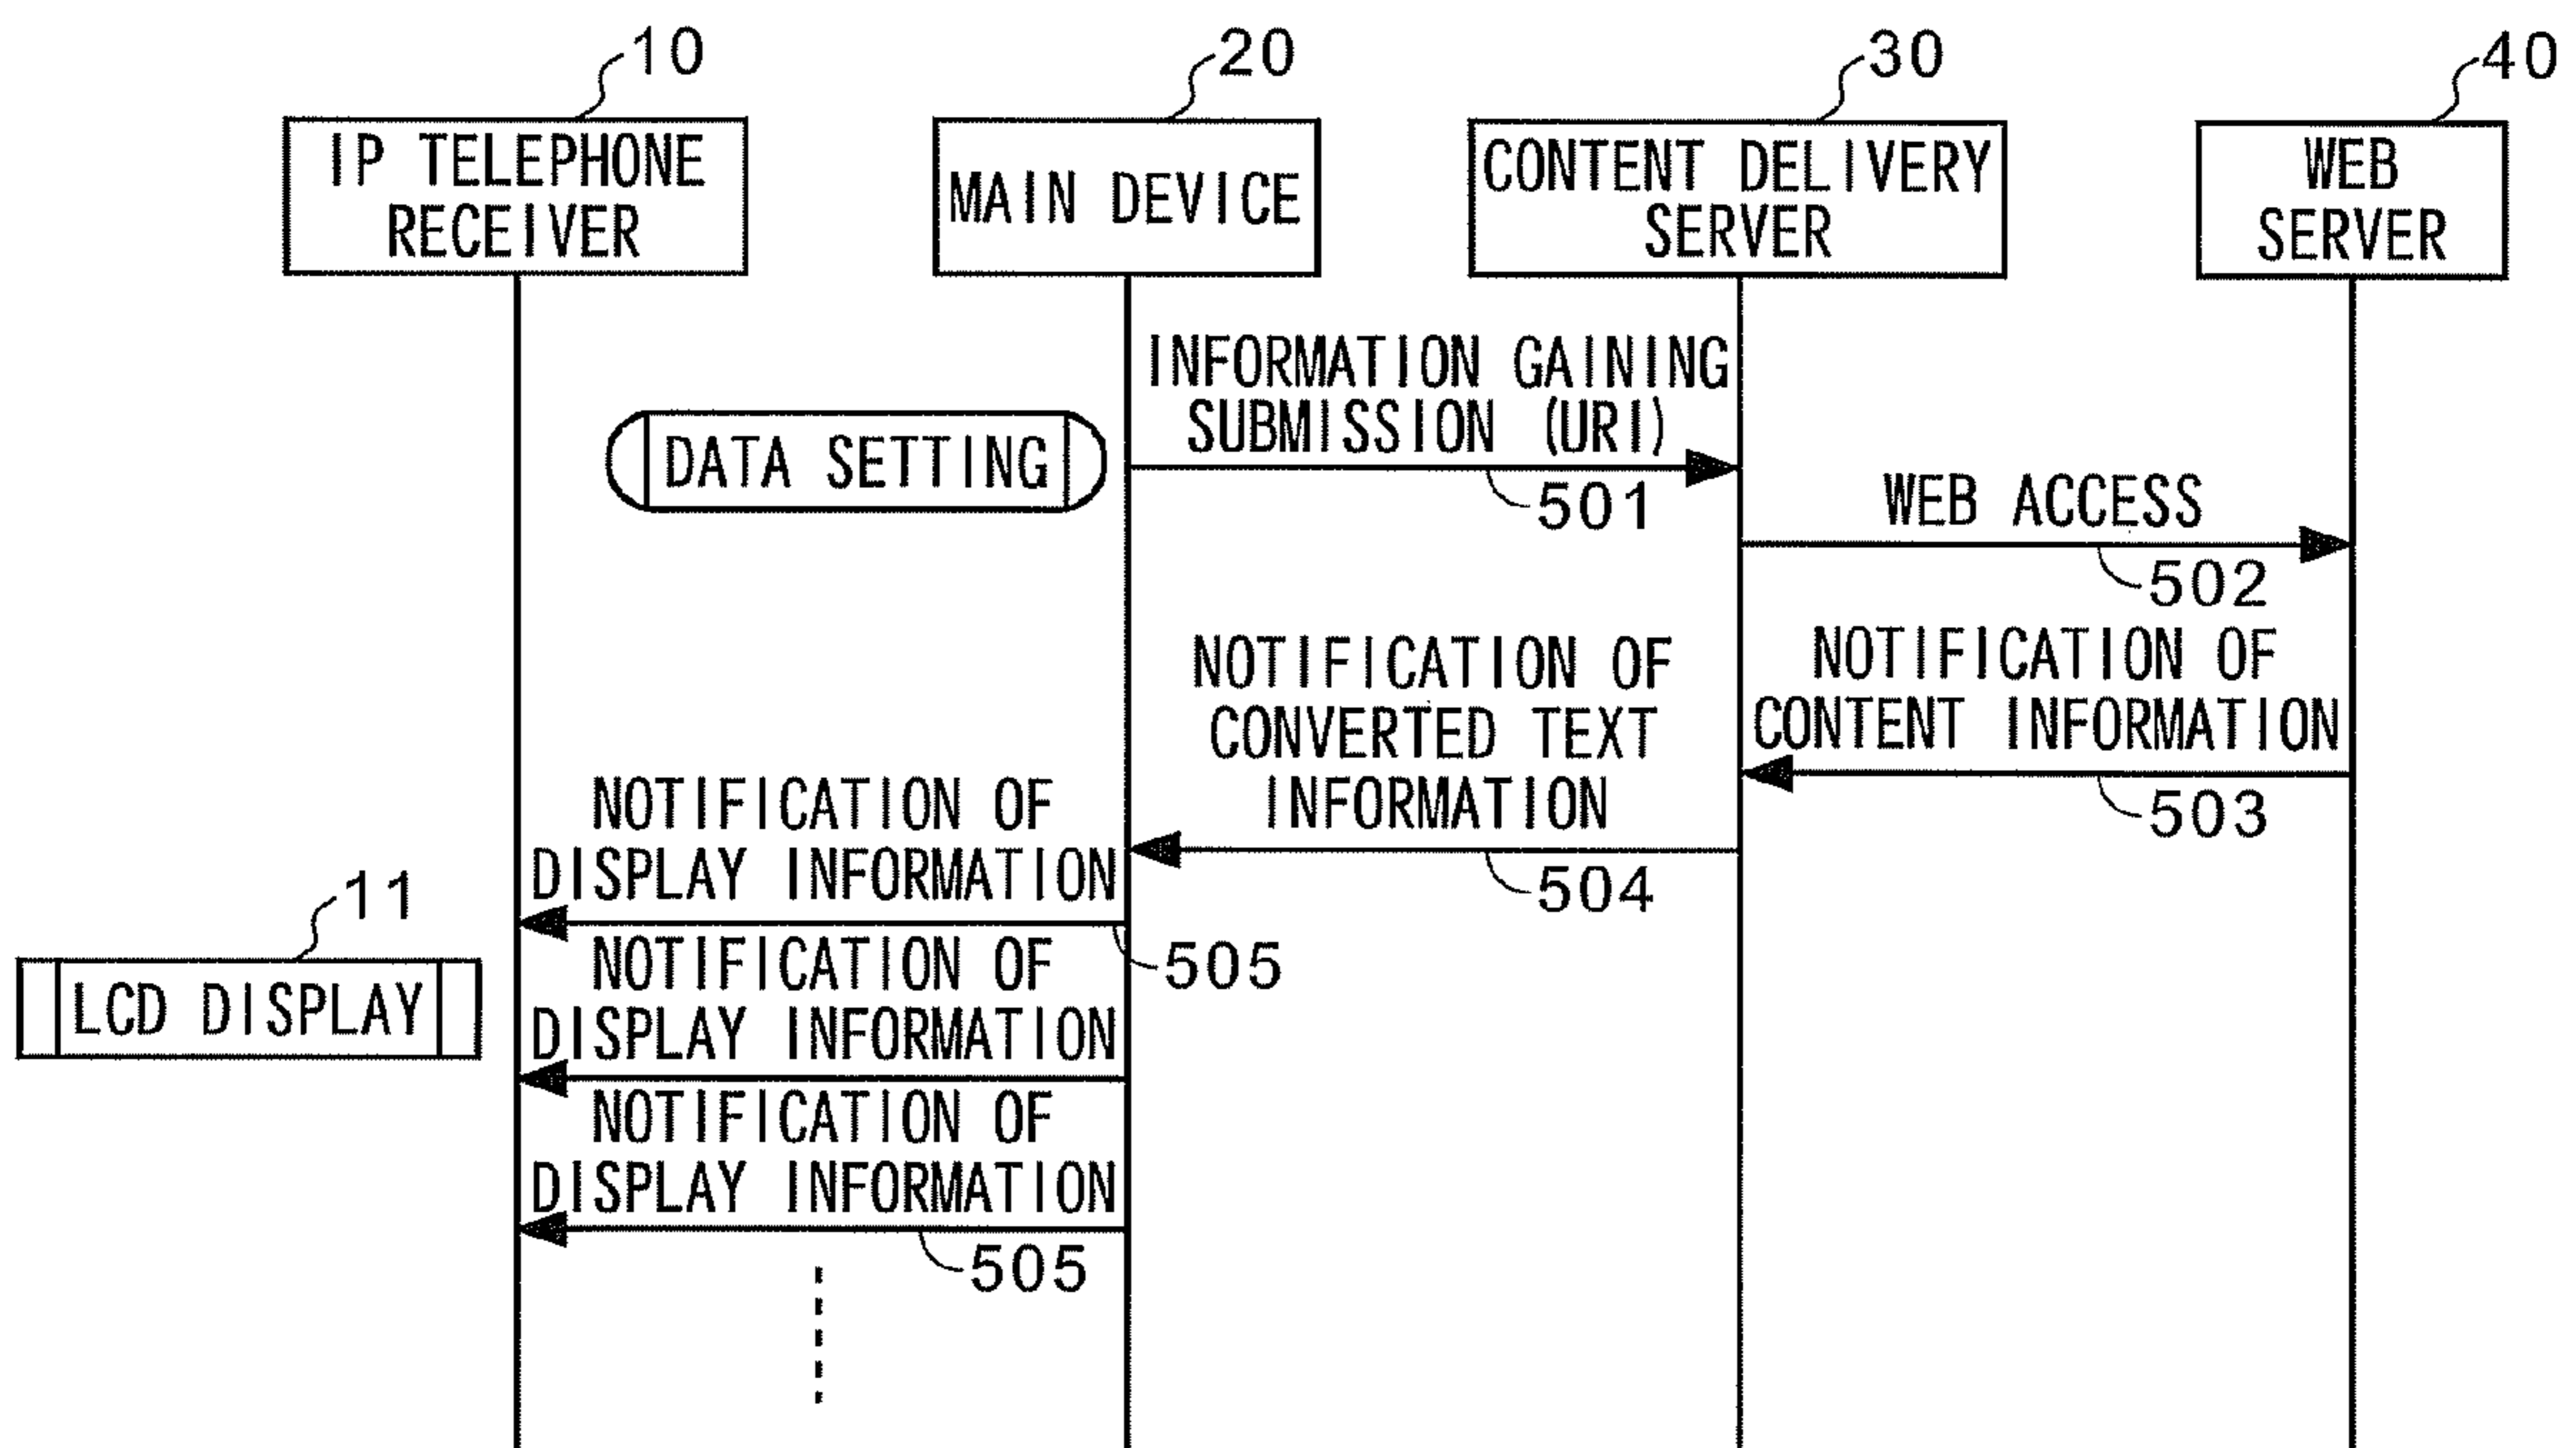 10
20
30
40
IP TELEPHONE
RECEIVER
MAIN DEVICE
CONTENT DELIVERY
SERVER
WEB
SERVER
INFORMATION GAINING
SUBMISSION (URI)
DATA SETTING
501
WEB ACCESS
502
NOTIFICATION OF
CONTENT INFORMATION
503
NOTIFICATION OF
CONVERTED TEXT
INFORMATION
504
NOTIFICATION OF
DISPLAY INFORMATION
505
11
LCD DISPLAY
NOTIFICATION OF
DISPLAY INFORMATION
NOTIFICATION OF
DISPLAY INFORMATION
505